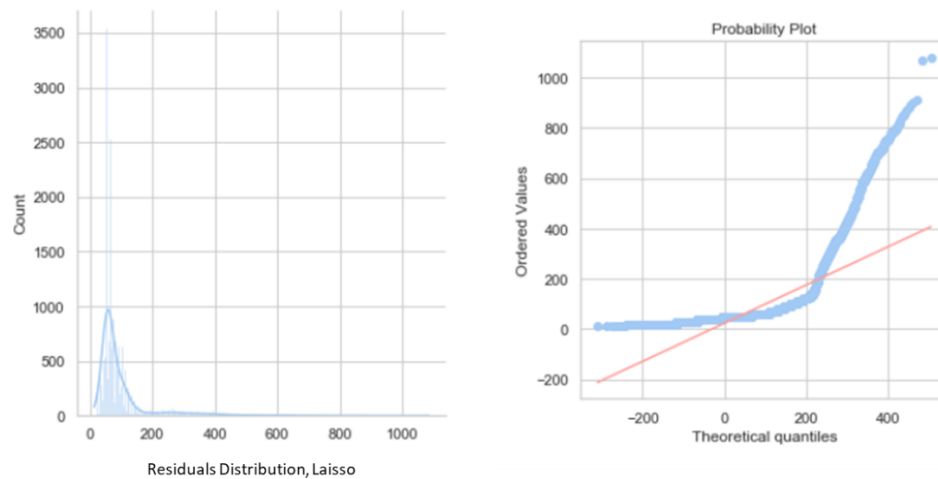 3500
3000
2500
2000
1500
1000
500
0
Count
0 200 400 600 800 1000
Residuals Distribution, Laisso
Probability Plot
1000
800
600
400
200
0
−200
Ordered Values
−200 0 200 400
Theoretical quantiles